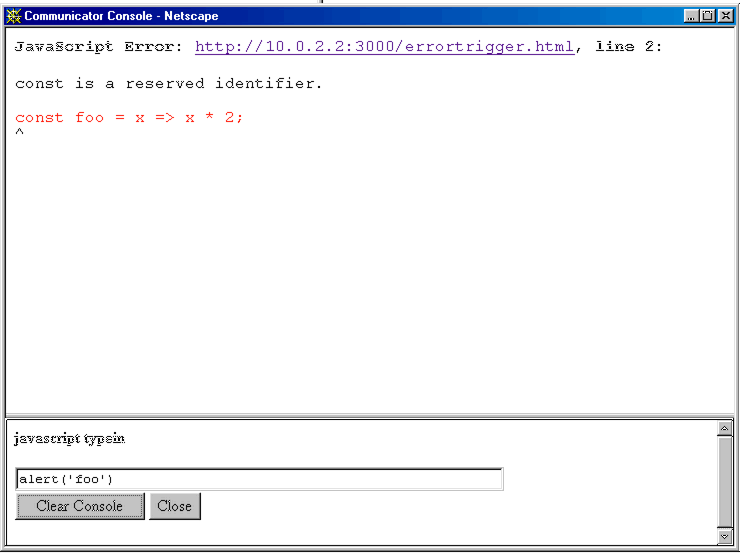 Communicator Console - Netscape
JavaScript Error: http://10.0.2.2:3000/errortrigger.html, line 2:
const is a reserved identifier.
const foo = x => x * 2;
^
javascript typein
alert('foo')
Clear Console
Close